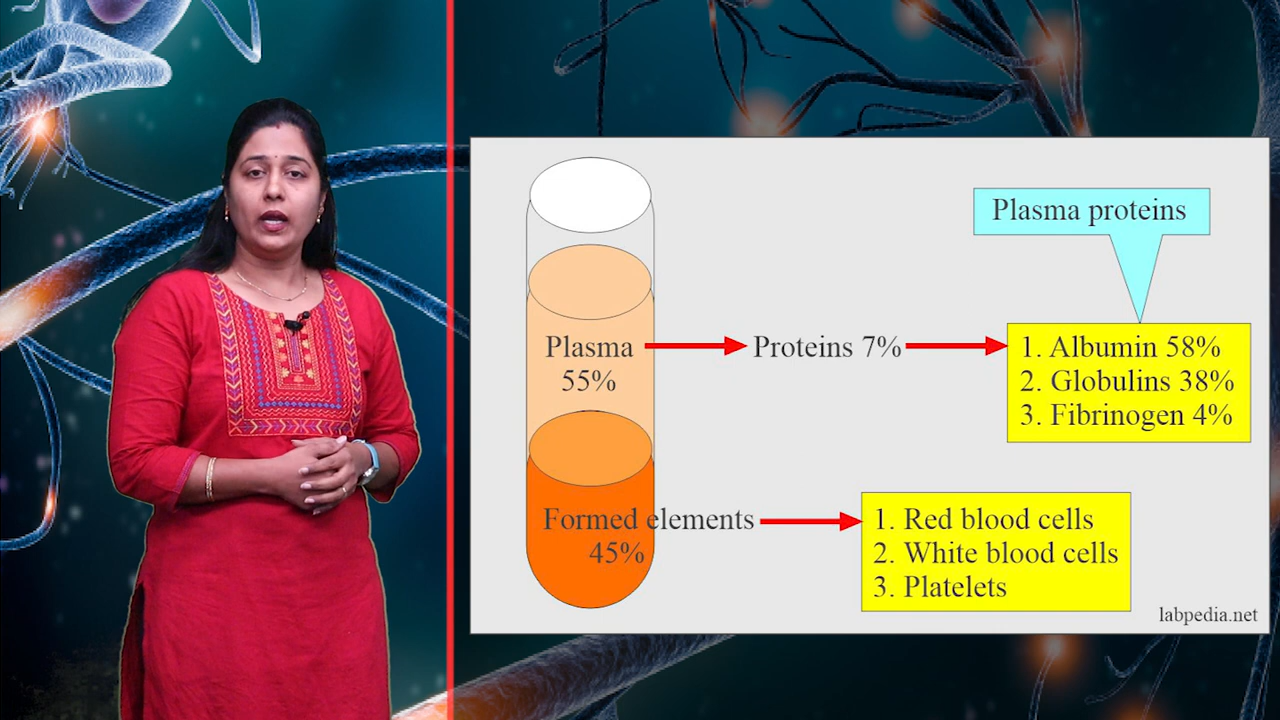 Plasma proteins
Plasma
55%
Proteins 7%
1. Albumin 58%
2. Globulins 38%
3. Fibrinogen 4%
Formed elements
45%
1. Red blood cells
2. White blood cells
3. Platelets
labpedia.net